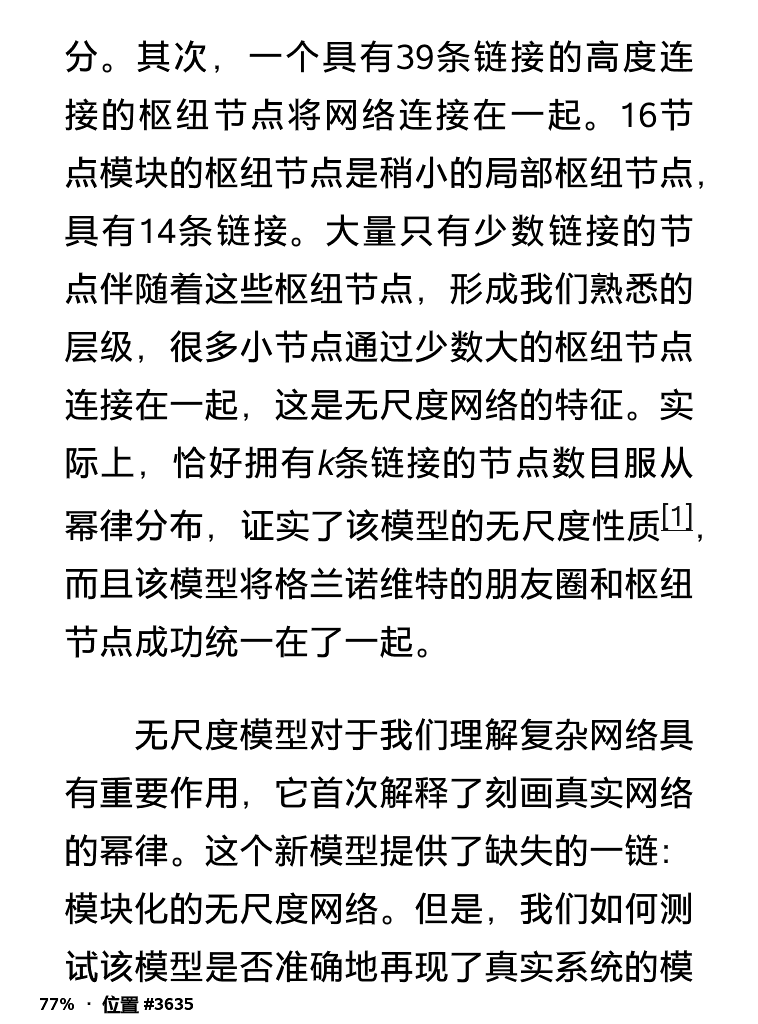 分。其次，一个具有39条链接的高度连
接的枢纽节点将网络连接在一起。16节
点模块的枢纽节点是稍小的局部枢纽节点，
具有14条链接。大量只有少数链接的节
点伴随着这些枢纽节点，形成我们熟悉的
层级，很多小节点通过少数大的枢纽节点
连接在一起，这是无尺度网络的特征。实
际上，恰好拥有k条链接的节点数目服从
幂律分布，证实了该模型的无尺度性质[1]，
而且该模型将格兰诺维特的朋友圈和枢纽
节点成功统一在了一起。
无尺度模型对于我们理解复杂网络具
有重要作用，它首次解释了刻画真实网络
的幂律。这个新模型提供了缺失的一链：
模块化的无尺度网络。但是，我们如何测
试该模型是否准确地再现了真实系统的模
77% · 位置 #3635